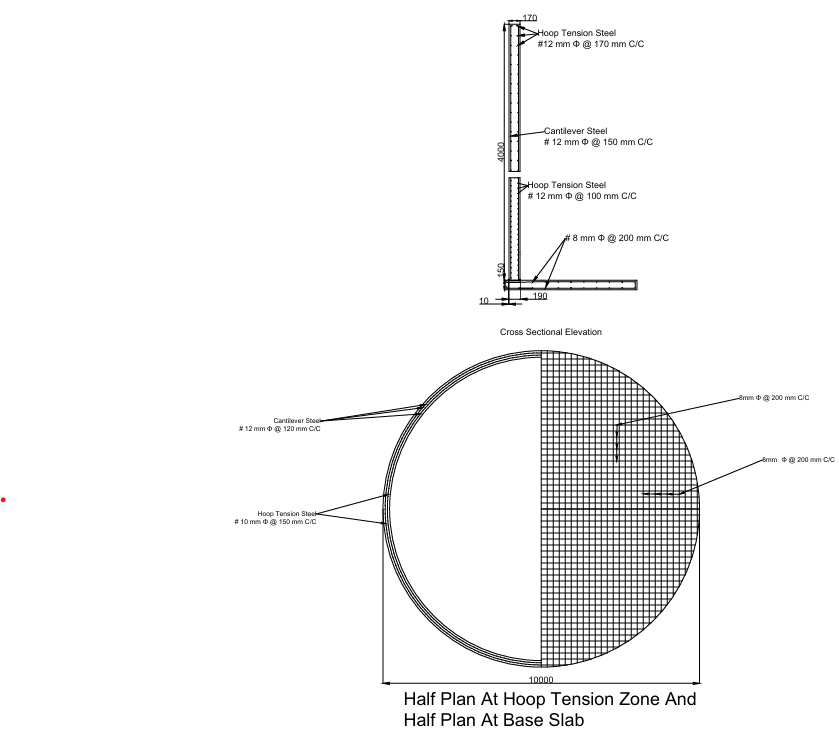 170
Hoop Tension Steel
#12 mm Φ @ 170 mm C/C
Cantilever Steel
# 12 mm Φ @ 150 mm C/C
4000
Hoop Tension Steel
# 12 mm Φ @ 100 mm C/C
# 8 mm Φ @ 200 mm C/C
150
190
10
Cross Sectional Elevation
8mm Φ @ 200 mm C/C
Cantilever Steel
# 12 mm Φ @ 120 mm C/C
8mm Φ @ 200 mm C/C
Hoop Tension Steel
# 10 mm Φ @ 150 mm C/C
10000
Half Plan At Hoop Tension Zone And
Half Plan At Base Slab